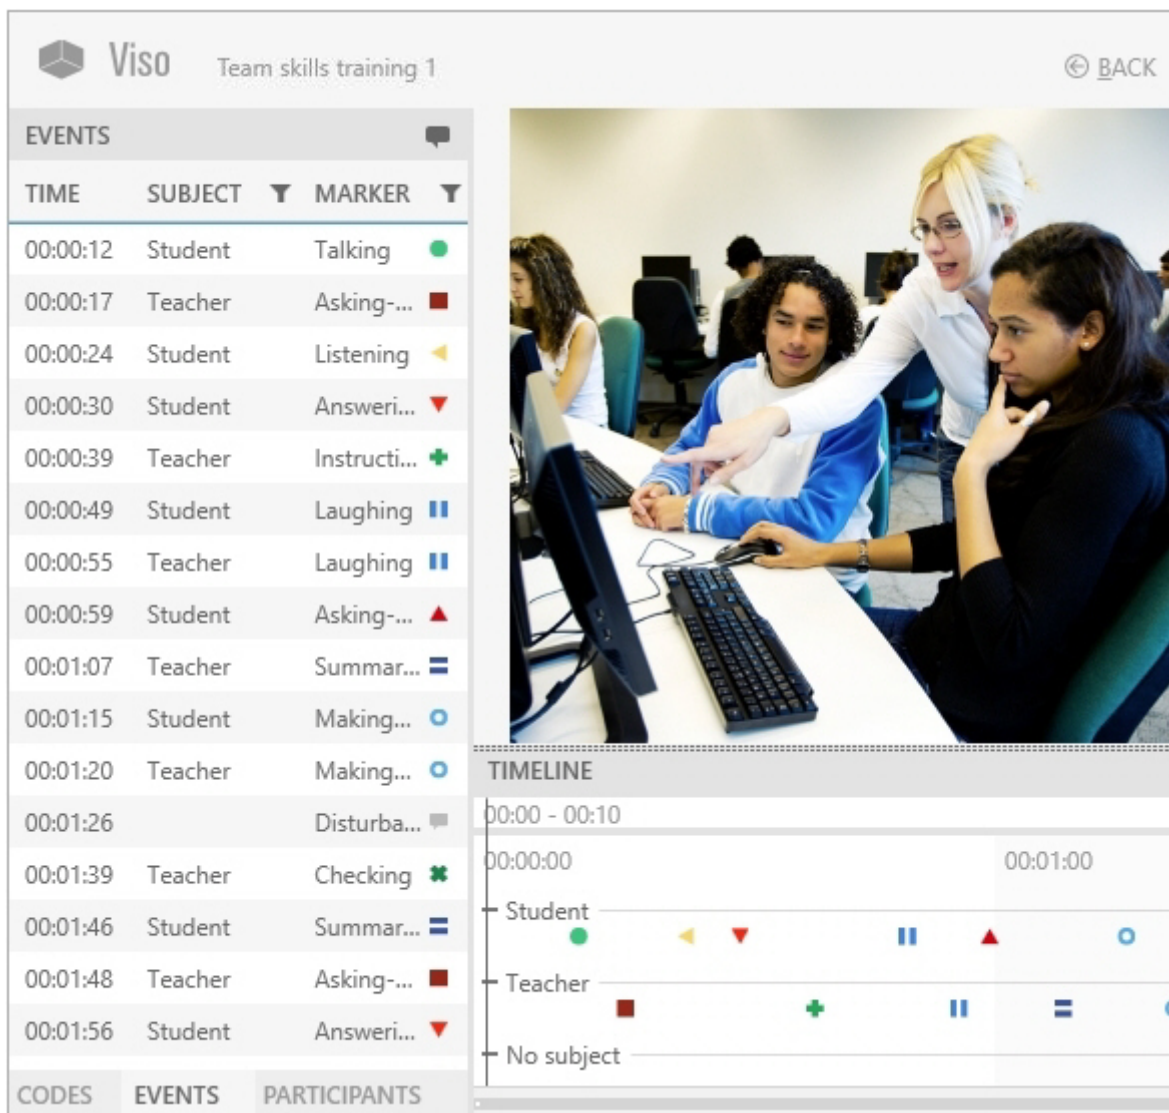 Viso Team skills training 1 BACK
EVENTS
TIME SUBJECT MARKER
00:00:12 Student Talking
00:00:17 Teacher Asking-...
00:00:24 Student Listening
00:00:30 Student Answeri...
00:00:39 Teacher Instructi...
00:00:49 Student Laughing
00:00:55 Teacher Laughing
00:00:59 Student Asking-...
00:01:07 Teacher Summar...
00:01:15 Student Making...
00:01:20 Teacher Making...
00:01:26 Disturba...
00:01:39 Teacher Checking
00:01:46 Student Summar...
00:01:48 Teacher Asking-...
00:01:56 Student Answeri...
CODES EVENTS PARTICIPANTS
TIMELINE
00:00 - 00:10
00:00:00 00:01:00
Student
Teacher
No subject